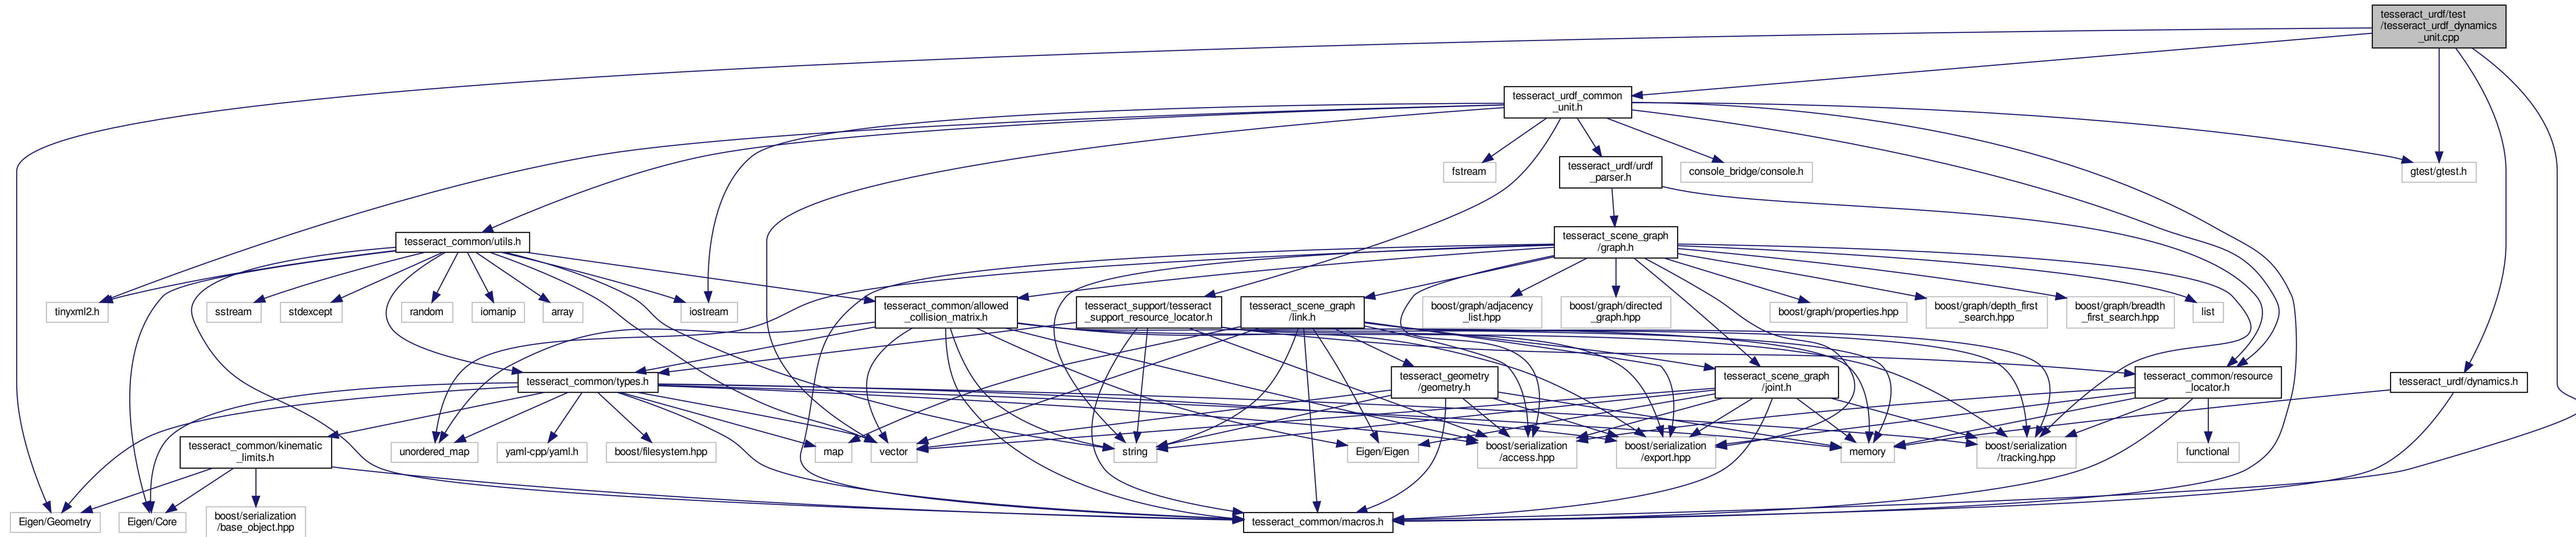 tesseract_urdf/test
/tesseract_urdf_dynamics
_unit.cpp
tesseract_urdf_common
_unit.h
fstream
tesseract_urdf/urdf
_parser.h
console_bridge/console.h
gtest/gtest.h
tesseract_common/utils.h
tesseract_scene_graph
/graph.h
tinyxml2.h
sstream
stdexcept
random
iomanip
array
iostream
tesseract_common/allowed
_collision_matrix.h
tesseract_support/tesseract
_support_resource_locator.h
tesseract_scene_graph
/link.h
boost/graph/adjacency
_list.hpp
boost/graph/directed
_graph.hpp
boost/graph/properties.hpp
boost/graph/depth_first
_search.hpp
boost/graph/breadth
_first_search.hpp
list
tesseract_common/types.h
tesseract_geometry
/geometry.h
tesseract_scene_graph
/joint.h
tesseract_common/resource
_locator.h
tesseract_urdf/dynamics.h
tesseract_common/kinematic
_limits.h
unordered_map
yaml-cpp/yaml.h
boost/filesystem.hpp
map
vector
string
Eigen/Eigen
boost/serialization
/access.hpp
boost/serialization
/export.hpp
memory
boost/serialization
/tracking.hpp
functional
Eigen/Geometry
Eigen/Core
boost/serialization
/base_object.hpp
tesseract_common/macros.h